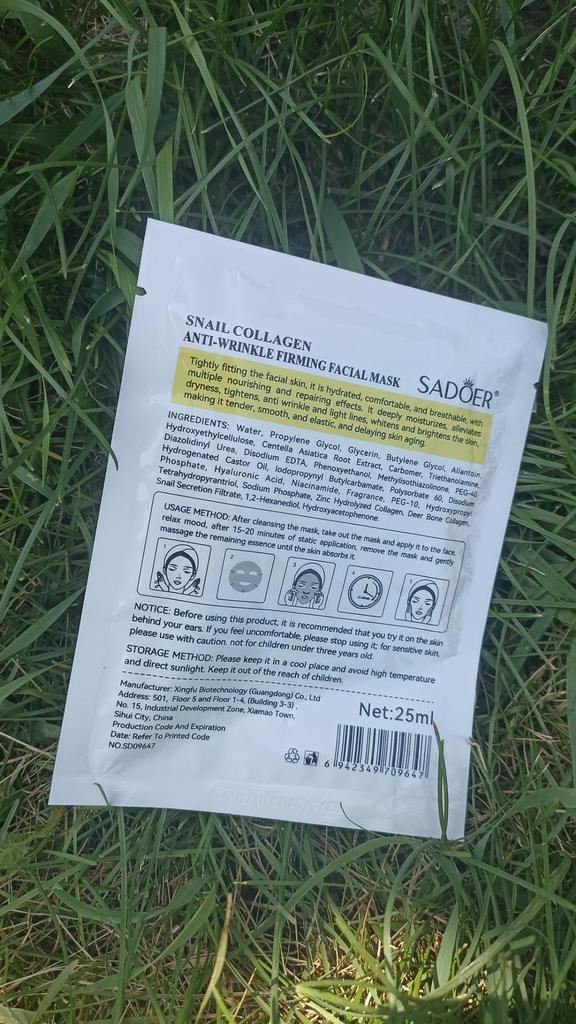 SNAIL COLLAGEN
ANTI-WRINKLE FIRMING FACIAL MASK
SADOER®
Tightly fitting the facial skin, it is hydrated, comfortable, and breathable, with
multiple nourishing and repairing effects. It deeply moisturizes, alleviates
dryness, tightens, anti wrinkle and light lines, whitens and brightens the skin,
making it tender, smooth, and elastic, and delaying skin aging.
INGREDIENTS: Water, Propylene Glycol, Glycerin, Butylene Glycol, Allantoin,
Hydroxyethylcellulose, Centella Asiatica Root Extract, Carbomer, Triethanolamine,
Diazolidinyl Urea, Disodium EDTA, Phenoxyethanol, Methylisothiazolinone, PEG-40
Hydrogenated Castor Oil, Iodopropynyl Butylcarbamate, Polysorbate 60, Disodium
Phosphate, Hyaluronic Acid, Niacinamide, Fragrance, PEG-10, Hydroxypropyl
Tetrahydropyrantriol, Sodium Phosphate, Zinc Hydrolyzed Collagen, Deer Bone Collagen,
Snail Secretion Filtrate, 1,2-Hexanediol, Hydroxyacetophenone.
USAGE METHOD: After cleansing the mask, take out the mask and apply it to the face,
relax mood, after 15-20 minutes of static application, remove the mask and gently
massage the remaining essence until the skin absorbs it.
1 2 3 4 5
NOTICE: Before using this product, it is recommended that you try it on the skin
behind your ears. If you feel uncomfortable, please stop using it; for sensitive skin,
please use with caution. not for children under three years old.
STORAGE METHOD: Please keep it in a cool place and avoid high temperature
and direct sunlight. Keep it out of the reach of children.
Manufacturer: Xingfu Biotechnology (Guangdong) Co., Ltd
Address: 501, Floor 5 and Floor 1-4, (Building 3-3)
No. 15, Industrial Development Zone, Xiamao Town,
Sihui City, China
Production Code And Expiration
Date: Refer To Printed Code
NO.SD09647
Net:25ml
6 942349 709647